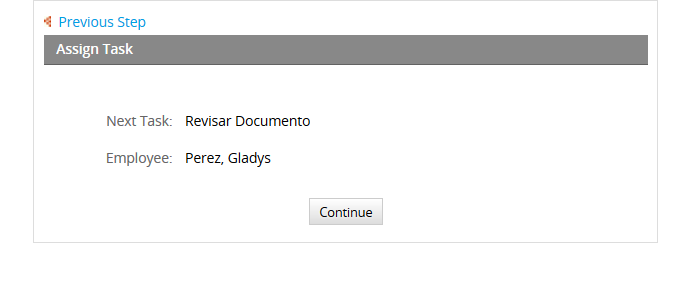 Previous Step
Assign Task
Next Task: Revisar Documento
Employee: Perez, Gladys
Continue